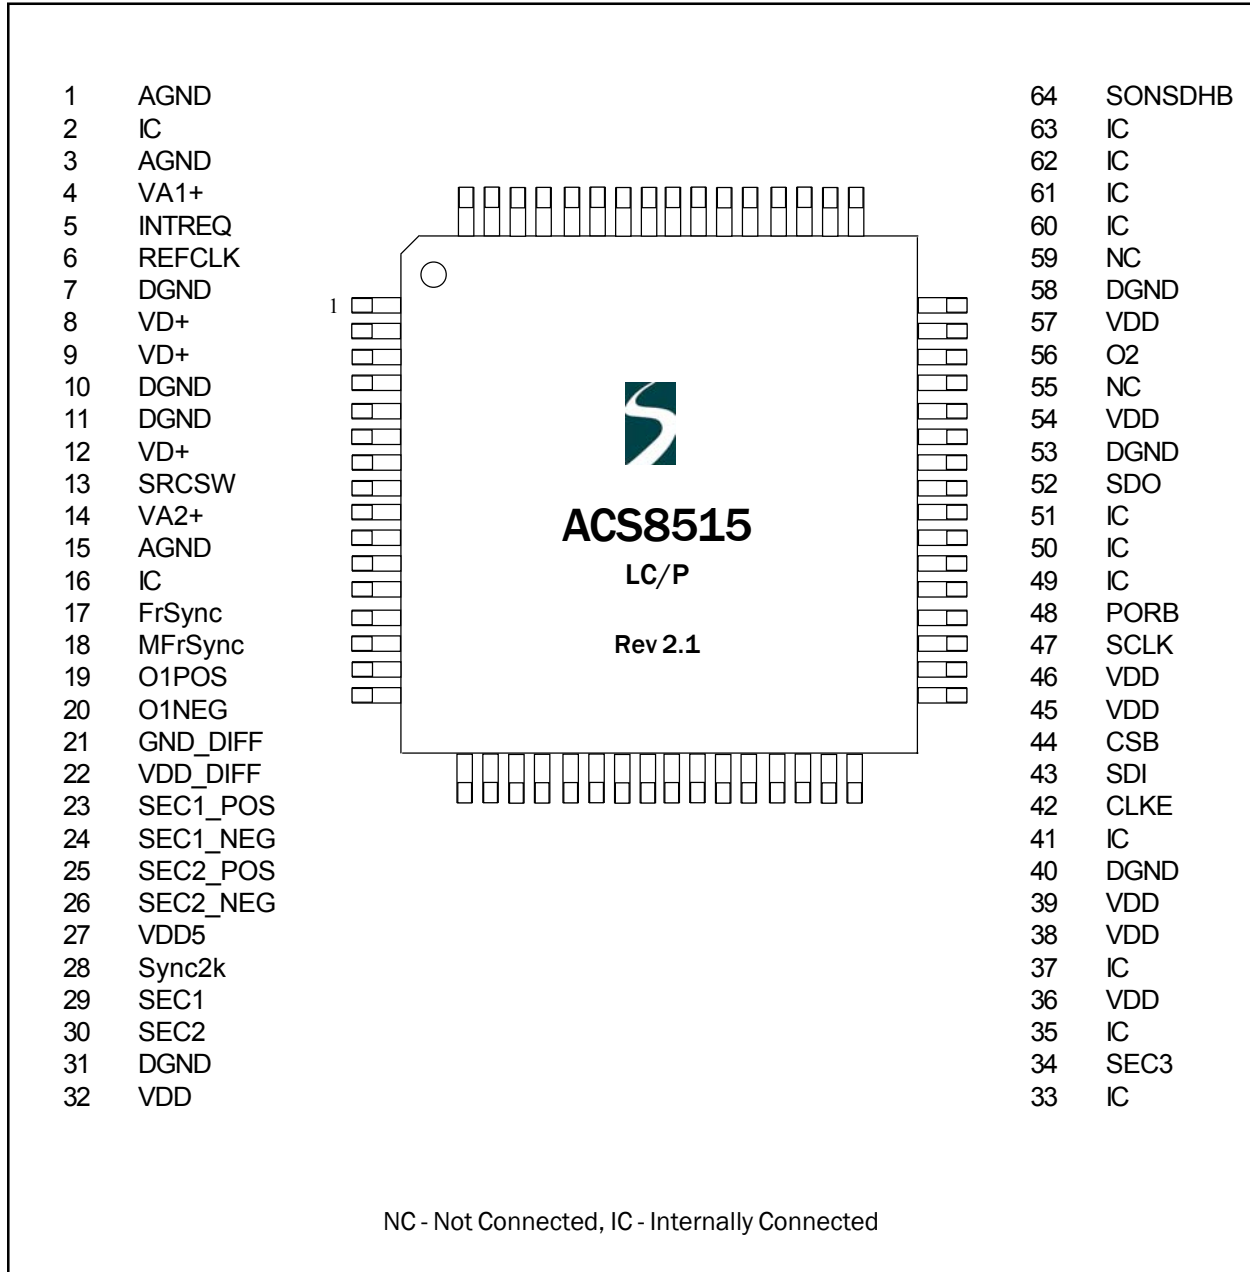 1 AGND
2 IC
3 AGND
4 VA1+
5 INTREQ
6 REFCLK
7 DGND
8 VD+
9 VD+
10 DGND
11 DGND
12 VD+
13 SRCSW
14 VA2+
15 AGND
16 IC
17 FrSync
18 MFrSync
19 O1POS
20 O1NEG
21 GND_DIFF
22 VDD_DIFF
23 SEC1_POS
24 SEC1_NEG
25 SEC2_POS
26 SEC2_NEG
27 VDD5
28 Sync2k
29 SEC1
30 SEC2
31 DGND
32 VDD
1
ACS8515
LC/P
Rev 2.1
64 SONSDHB
63 IC
62 IC
61 IC
60 IC
59 NC
58 DGND
57 VDD
56 O2
55 NC
54 VDD
53 DGND
52 SDO
51 IC
50 IC
49 IC
48 PORB
47 SCLK
46 VDD
45 VDD
44 CSB
43 SDI
42 CLKE
41 IC
40 DGND
39 VDD
38 VDD
37 IC
36 VDD
35 IC
34 SEC3
33 IC
NC - Not Connected, IC - Internally Connected